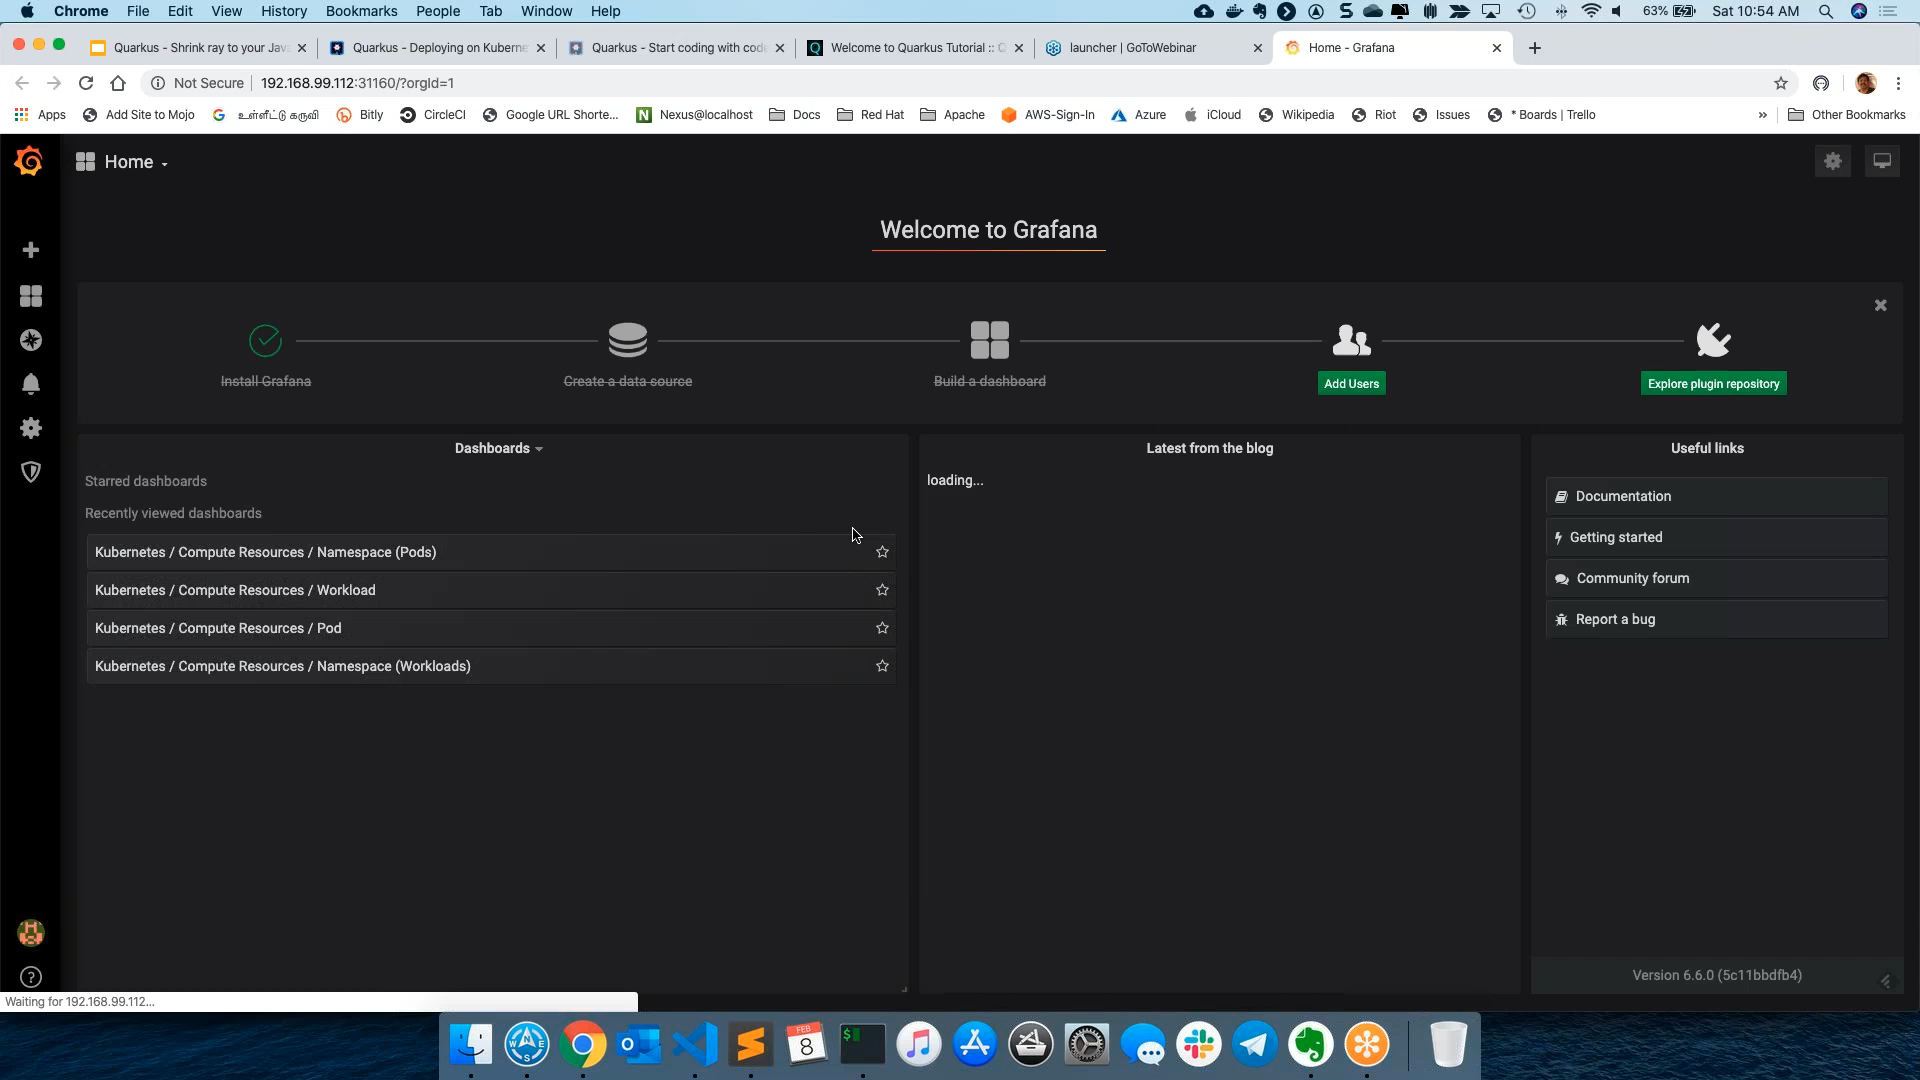 Chrome File Edit View History Bookmarks People Tab Window Help 63% Sat 10:54 AM
Quarkus - Shrink ray to your Java Quarkus - Deploying on Kuberne Quarkus - Start coding with code Welcome to Quarkus Tutorial :: Q launcher | GoToWebinar Home - Grafana
Not Secure 192.168.99.112:31160/?orgId=1
Apps Add Site to Mojo உள்ளீட்டு கருவி Bitly CircleCI Google URL Shorte... Nexus@localhost Docs Red Hat Apache AWS-Sign-In Azure iCloud Wikipedia Riot Issues * Boards | Trello » Other Bookmarks
Home
Welcome to Grafana
Install Grafana Create a data source Build a dashboard Add Users Explore plugin repository
Dashboards
Starred dashboards
Recently viewed dashboards
Kubernetes / Compute Resources / Namespace (Pods)
Kubernetes / Compute Resources / Workload
Kubernetes / Compute Resources / Pod
Kubernetes / Compute Resources / Namespace (Workloads)
Latest from the blog
loading...
Useful links
Documentation
Getting started
Community forum
Report a bug
Version 6.6.0 (5c11bbdfb4)
Waiting for 192.168.99.112...
FEB
8